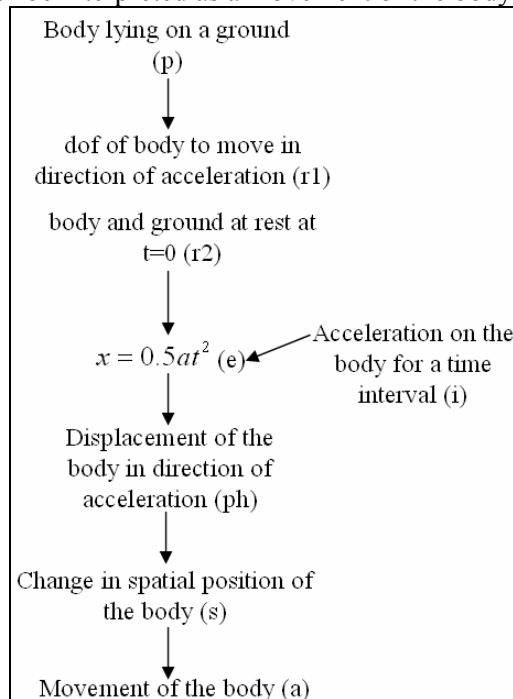 Body lying on a ground
(p)
dof of body to move in
direction of acceleration (r1)
body and ground at rest at
t=0 (r2)
x = 0.5at² (e)
Acceleration on the
body for a time
interval (i)
Displacement of the
body in direction of
acceleration (ph)
Change in spatial position of
the body (s)
Movement of the body (a)